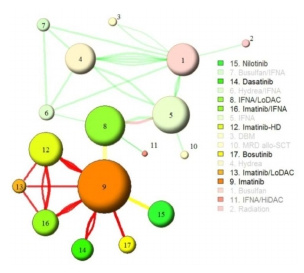 3
7
2
4
1
15. Nilotinib
7. Busulfan/IFNA
14. Dasatinib
6. Hydrea/IFNA
8. IFNA/LoDAC
16. Imatinib/IFNA
5. IFNA
12. Imatinib-HD
3. DBM
10. MRD allo-SCT
17. Bosutinib
4. Hydrea
13. Imatinib/LoDAC
9. Imatinib
1. Busulfan
11. IFNA/HiDAC
2. Radiation
6
8
5
12
11
10
13
9
16
15
14
17